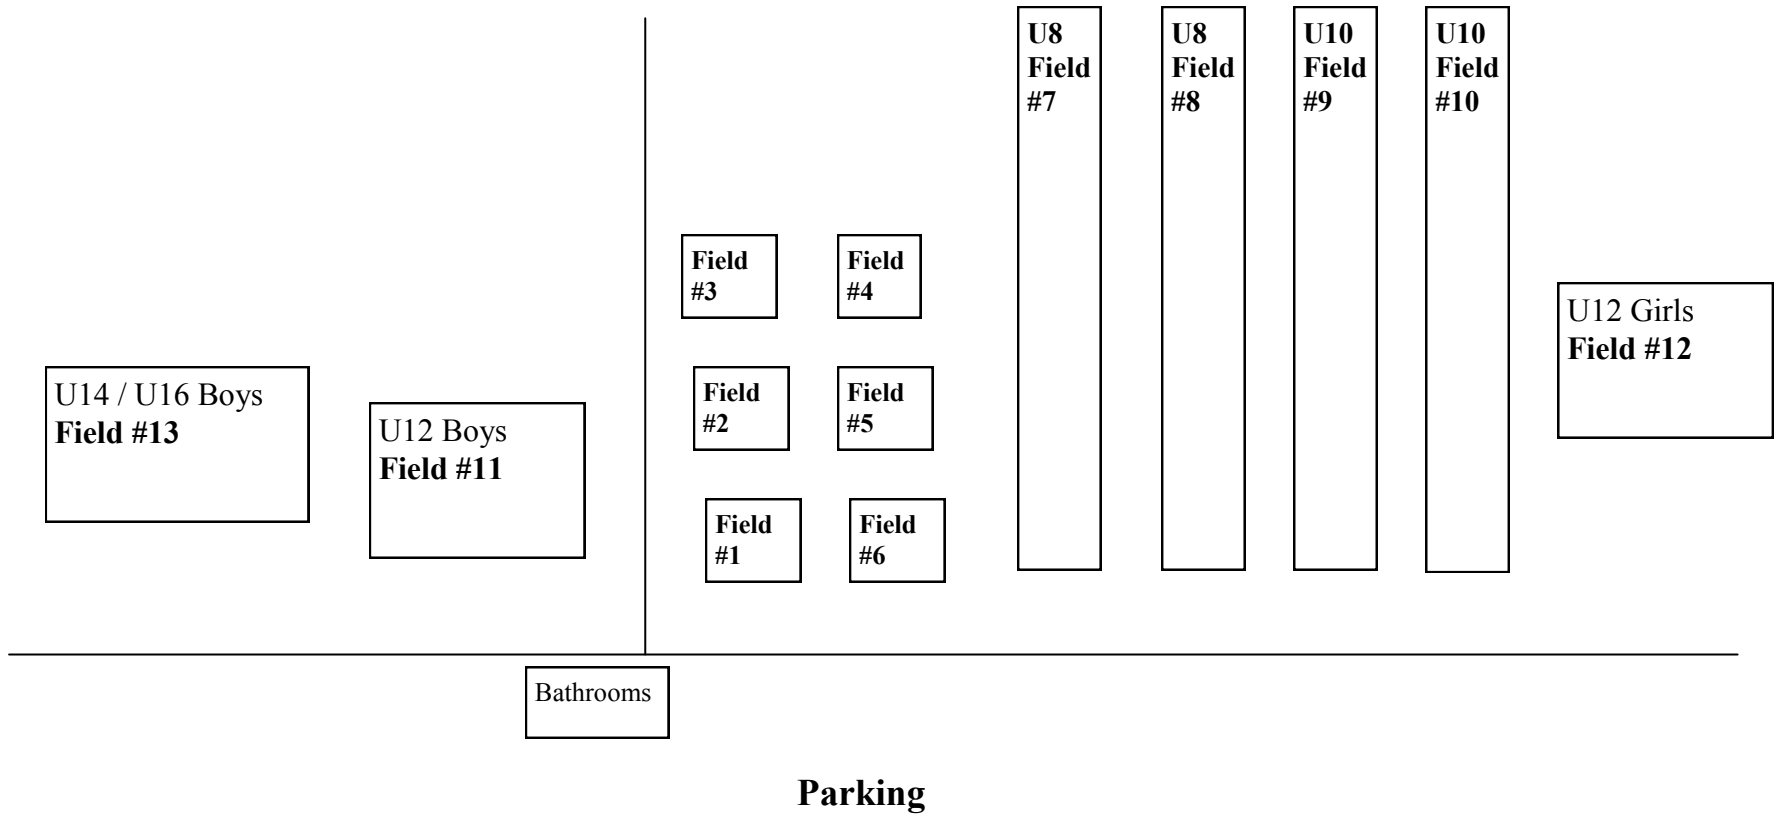 U8
Field
#7
U8
Field
#8
U10
Field
#9
U10
Field
#10
Field
#3
Field
#4
U12 Girls
Field #12
U14 / U16 Boys
Field #13
U12 Boys
Field #11
Field
#2
Field
#5
Field
#1
Field
#6
Bathrooms
Parking